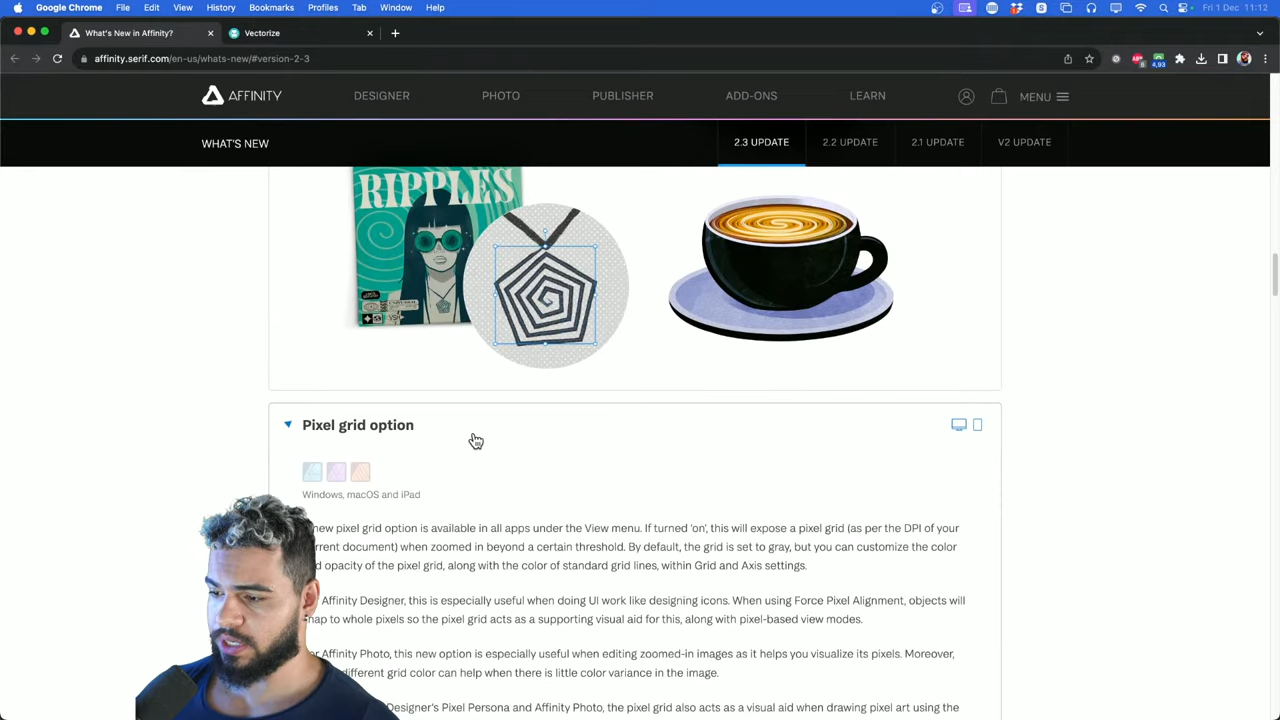 Google Chrome File Edit View History Bookmarks Profiles Tab Window Help Fri 1 Dec 11:12
What's New in Affinity? Vectorize
affinity.serif.com/en-us/whats-new/#version-2-3
4,93
AFFINITY DESIGNER PHOTO PUBLISHER ADD-ONS LEARN MENU
WHAT'S NEW 2.3 UPDATE 2.2 UPDATE 2.1 UPDATE V2 UPDATE
RIPPLES
Pixel grid option
Windows, macOS and iPad
new pixel grid option is available in all apps under the View menu. If turned 'on', this will expose a pixel grid (as per the DPI of your
rrent document) when zoomed in beyond a certain threshold. By default, the grid is set to gray, but you can customize the color
d opacity of the pixel grid, along with the color of standard grid lines, within Grid and Axis settings.
Affinity Designer, this is especially useful when doing UI work like designing icons. When using Force Pixel Alignment, objects will
nap to whole pixels so the pixel grid acts as a supporting visual aid for this, along with pixel-based view modes.
r Affinity Photo, this new option is especially useful when editing zoomed-in images as it helps you visualize its pixels. Moreover,
different grid color can help when there is little color variance in the image.
Designer's Pixel Persona and Affinity Photo, the pixel grid also acts as a visual aid when drawing pixel art using the